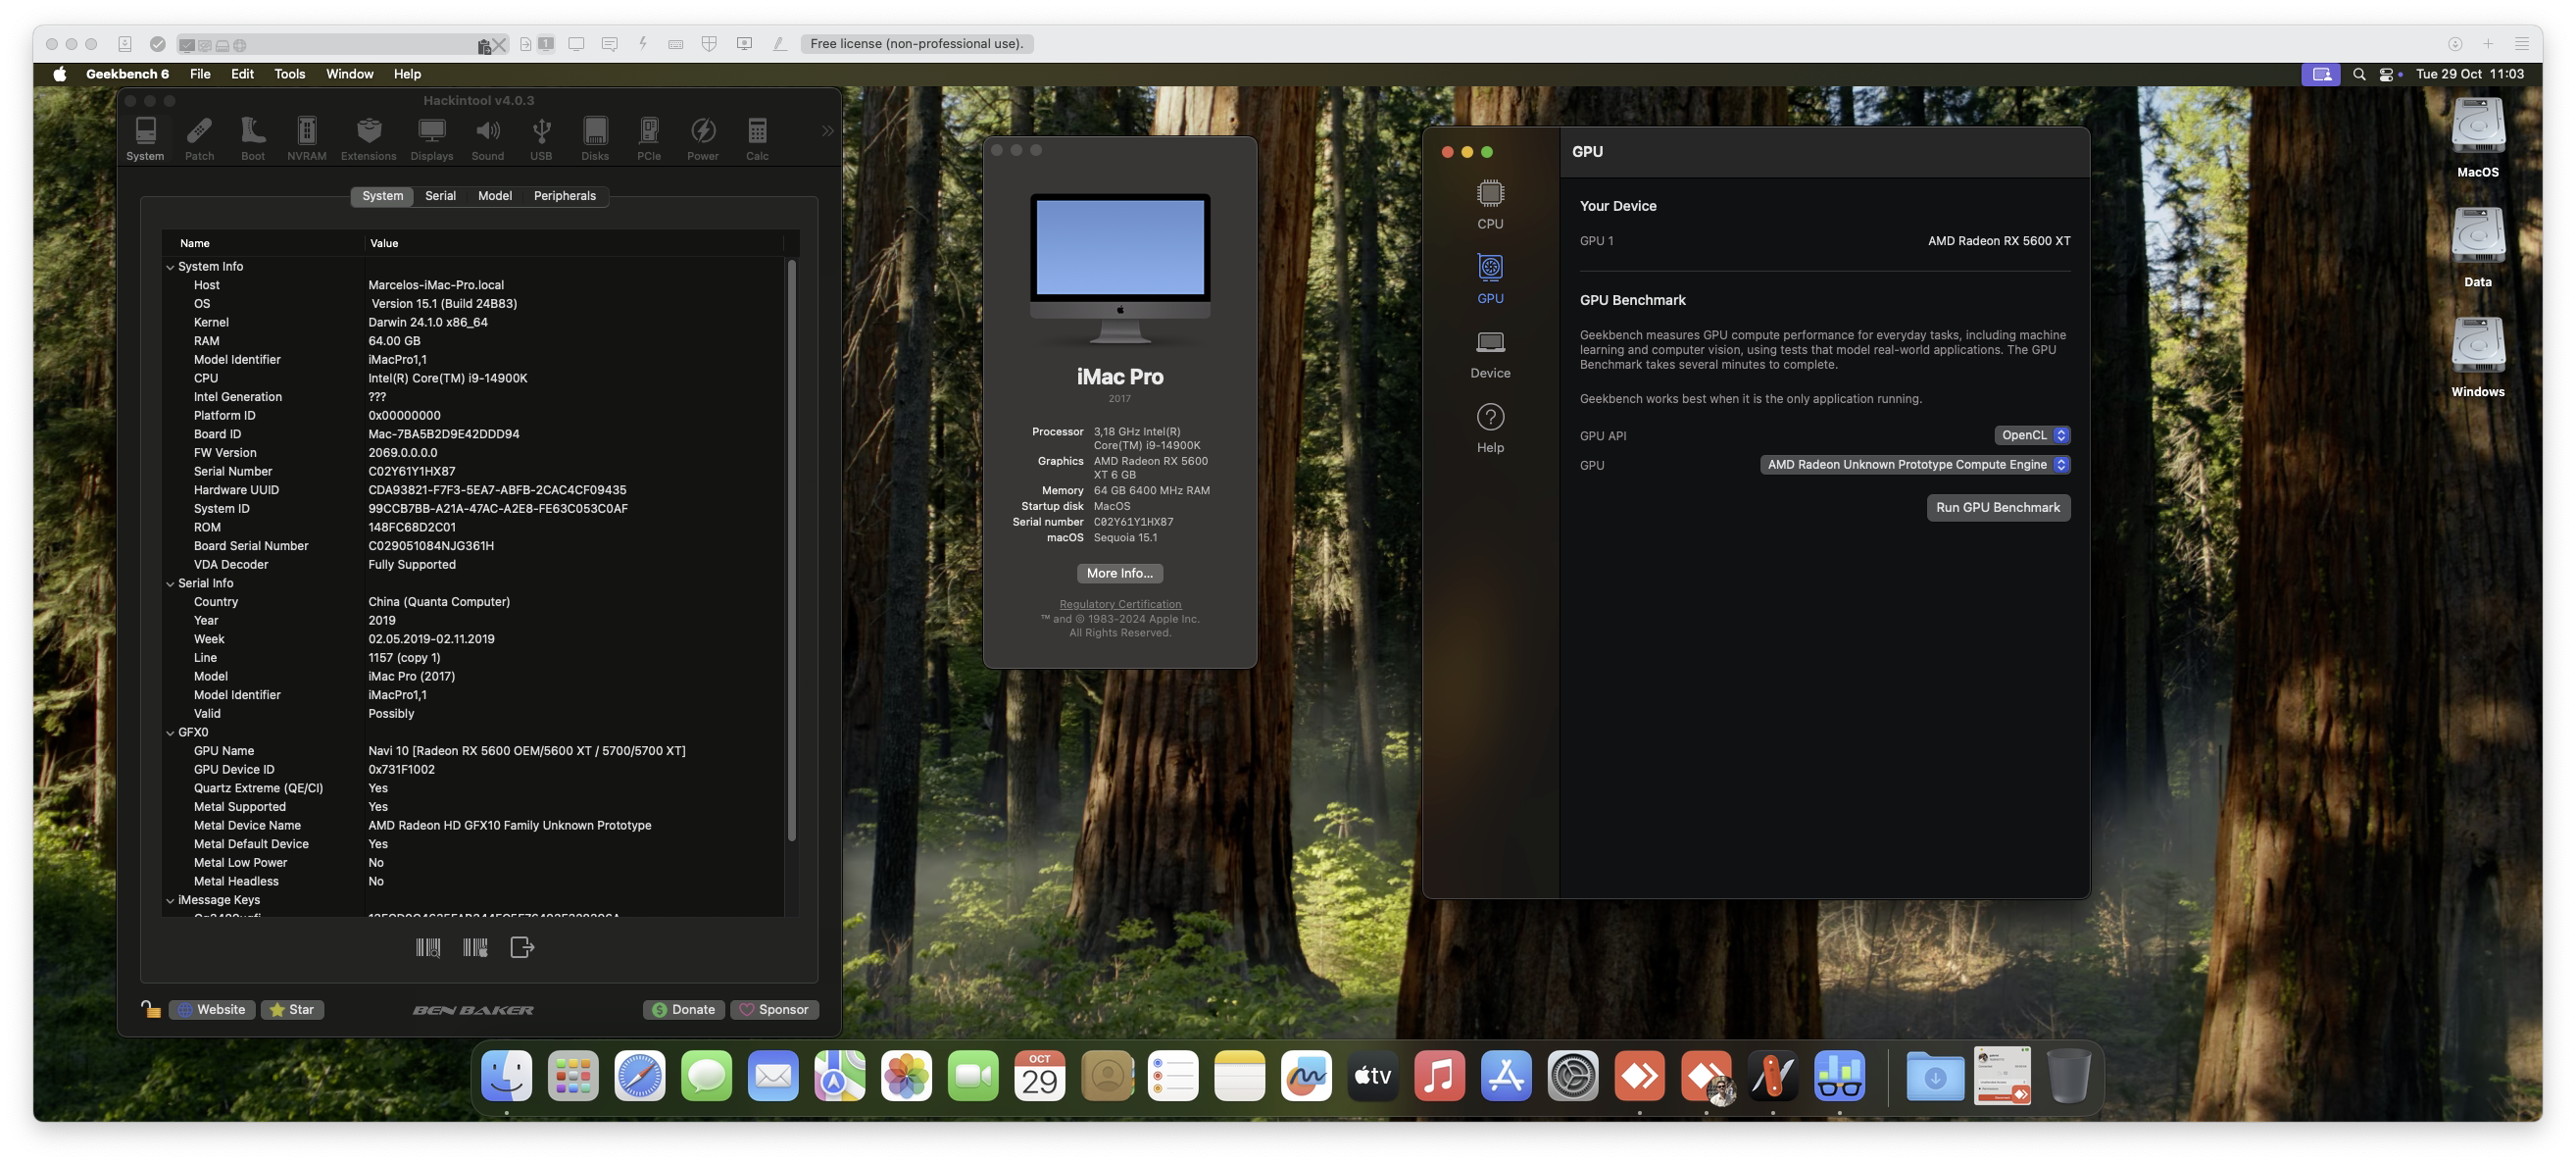 Free license (non-professional use).
Geekbench 6 File Edit Tools Window Help
Tue 29 Oct 11:03
Hackintool v4.0.3
System Patch Boot NVRAM Extensions Displays Sound USB Disks PCIe Power Calc
System Serial Model Peripherals
Name Value
System Info
Host Marcelos-iMac-Pro.local
OS Version 15.1 (Build 24B83)
Kernel Darwin 24.1.0 x86_64
RAM 64.00 GB
Model Identifier iMacPro1,1
CPU Intel(R) Core(TM) i9-14900K
Intel Generation ???
Platform ID 0x00000000
Board ID Mac-7BA5B2D9E42DDD94
FW Version 2069.0.0.0.0
Serial Number C02Y61Y1HX87
Hardware UUID CDA93821-F7F3-5EA7-ABFB-2CAC4CF09435
System ID 99CCB7BB-A21A-47AC-A2E8-FE63C053C0AF
ROM 148FC68D2C01
Board Serial Number C029051084NJG361H
VDA Decoder Fully Supported
Serial Info
Country China (Quanta Computer)
Year 2019
Week 02.05.2019-02.11.2019
Line 1157 (copy 1)
Model iMac Pro (2017)
Model Identifier iMacPro1,1
Valid Possibly
GFX0
GPU Name Navi 10 [Radeon RX 5600 OEM/5600 XT / 5700/5700 XT]
GPU Device ID 0x731F1002
Quartz Extreme (QE/CI) Yes
Metal Supported Yes
Metal Device Name AMD Radeon HD GFX10 Family Unknown Prototype
Metal Default Device Yes
Metal Low Power No
Metal Headless No
iMessage Keys
Website Star BEN BAKER Donate Sponsor
iMac Pro
2017
Processor 3,18 GHz Intel(R)
Core(TM) i9-14900K
Graphics AMD Radeon RX 5600
XT 6 GB
Memory 64 GB 6400 MHz RAM
Startup disk MacOS
Serial number C02Y61Y1HX87
macOS Sequoia 15.1
More Info...
Regulatory Certification
™ and © 1983-2024 Apple Inc.
All Rights Reserved.
CPU
GPU
Device
Help
GPU
Your Device
GPU 1 AMD Radeon RX 5600 XT
GPU Benchmark
Geekbench measures GPU compute performance for everyday tasks, including machine
learning and computer vision, using tests that model real-world applications. The GPU
Benchmark takes several minutes to complete.
Geekbench works best when it is the only application running.
GPU API OpenCL
GPU AMD Radeon Unknown Prototype Compute Engine
Run GPU Benchmark
MacOS
Data
Windows
OCT
29
tv